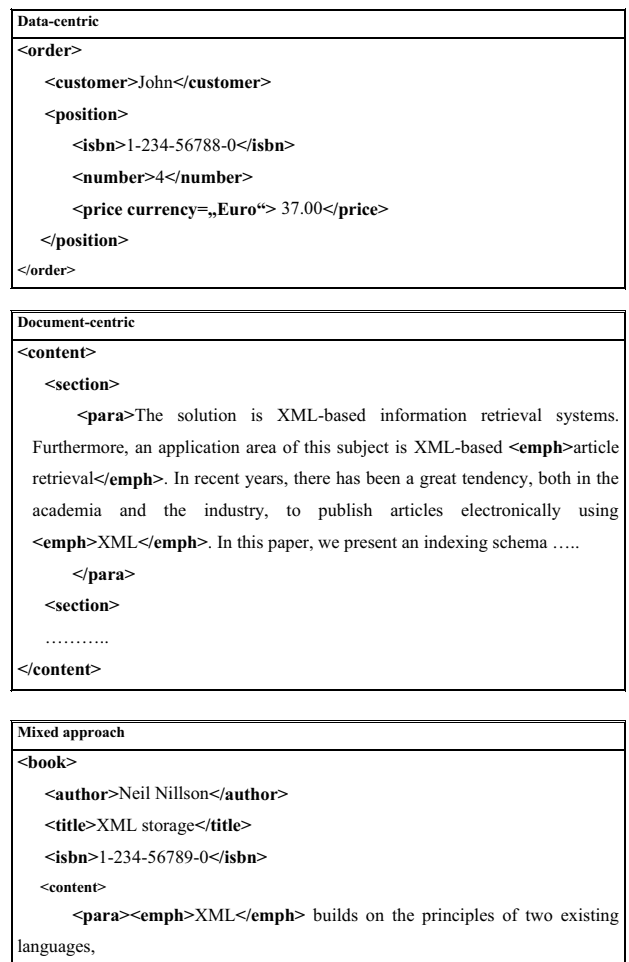 Data-centric
<order>
<customer>John</customer>
<position>
<isbn>1-234-56788-0</isbn>
<number>4</number>
<price currency=„Euro“> 37.00</price>
</position>
</order>
Document-centric
<content>
<section>
<para>The solution is XML-based information retrieval systems.
Furthermore, an application area of this subject is XML-based <emph>article
retrieval</emph>. In recent years, there has been a great tendency, both in the
academia and the industry, to publish articles electronically using
<emph>XML</emph>. In this paper, we present an indexing schema …..
</para>
<section>
………..
</content>
Mixed approach
<book>
<author>Neil Nillson</author>
<title>XML storage</title>
<isbn>1-234-56789-0</isbn>
<content>
<para><emph>XML</emph> builds on the principles of two existing
languages,